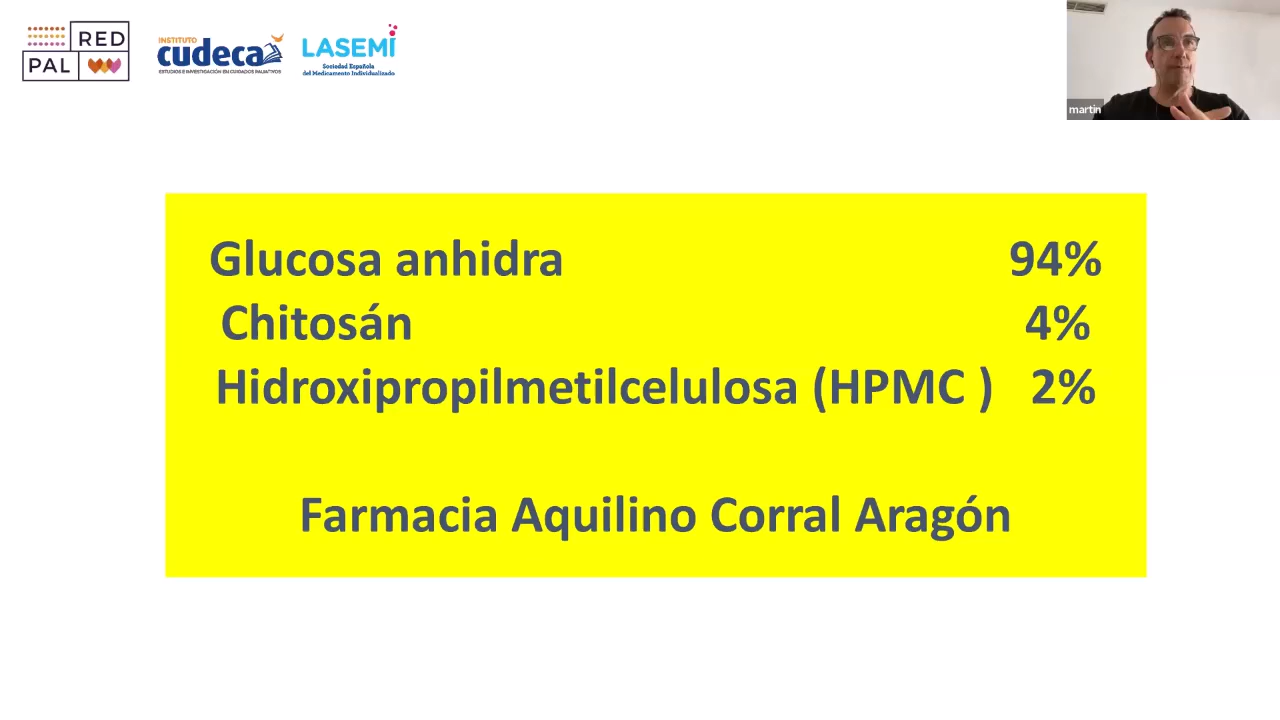 RED
PAL
INSTITUTO
cudeca
ESTUDIOS E INVESTIGACIÓN EN CUIDADOS PALIATIVOS
LASEMI
Sociedad Española
del Medicamento Individualizado
martin
Glucosa anhidra 94%
Chitosán 4%
Hidroxipropilmetilcelulosa (HPMC ) 2%
Farmacia Aquilino Corral Aragón